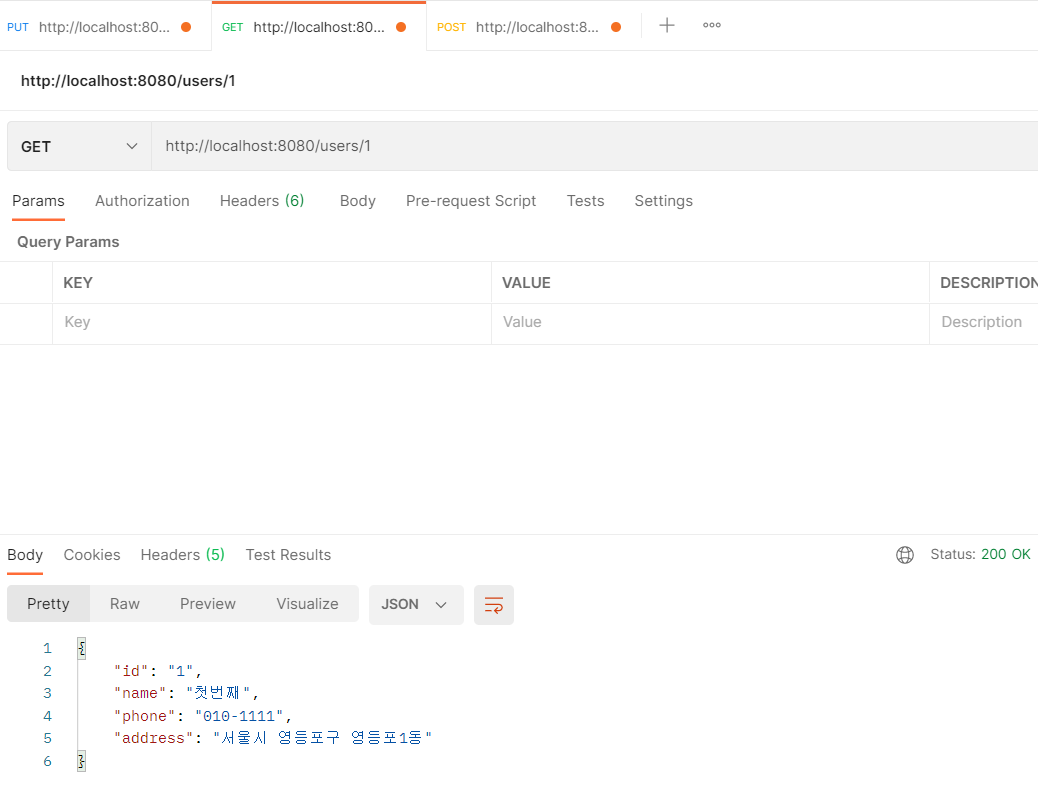 PUT http://localhost:80... GET http://localhost:80... POST http://localhost:8...
http://localhost:8080/users/1
GET http://localhost:8080/users/1
Params Authorization Headers (6) Body Pre-request Script Tests Settings
Query Params
KEY VALUE DESCRIPTION
Key Value Description
Body Cookies Headers (5) Test Results Status: 200 OK
Pretty Raw Preview Visualize JSON
1 {
2 "id": "1",
3 "name": "첫번째",
4 "phone": "010-1111",
5 "address": "서울시 영등포구 영등포1동"
6 }